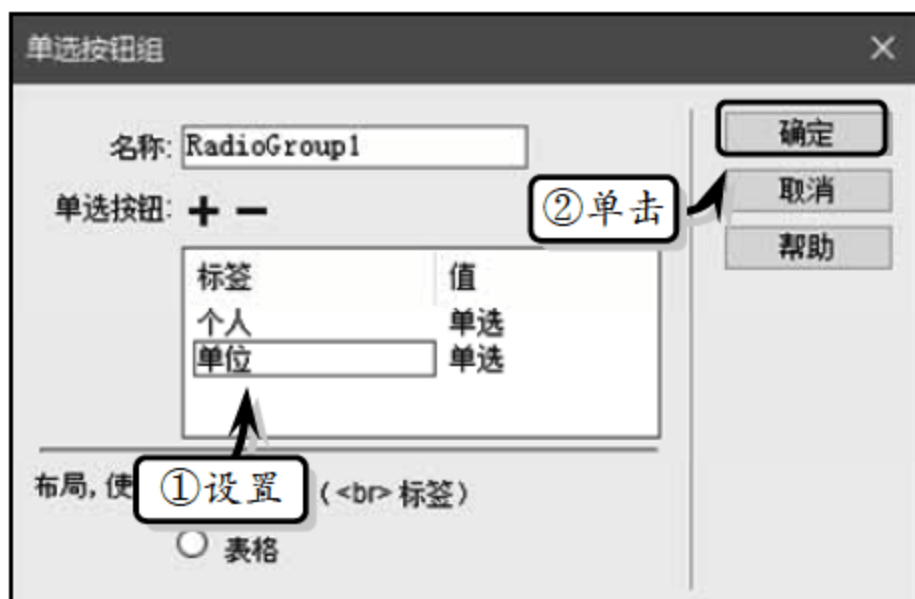 单选按钮组
名称: RadioGroup1
单选按钮:
标签 值
个人 单选
单位 单选
布局,使
(<br>标签)
表格
确定
取消
帮助
①设置
②单击